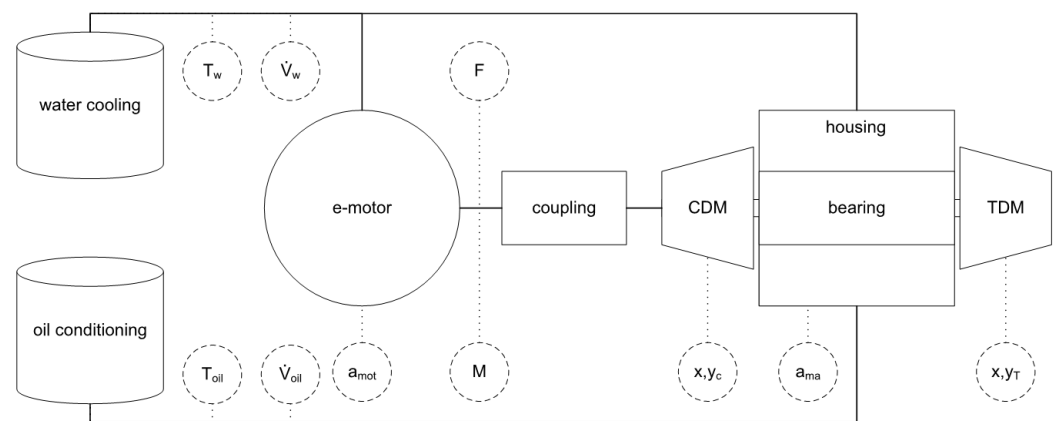 T_w
V̇_w
F
water cooling
housing
e-motor
coupling
CDM
bearing
TDM
oil conditioning
T_oil
V̇_oil
a_mot
M
x,y_c
a_ma
x,y_T